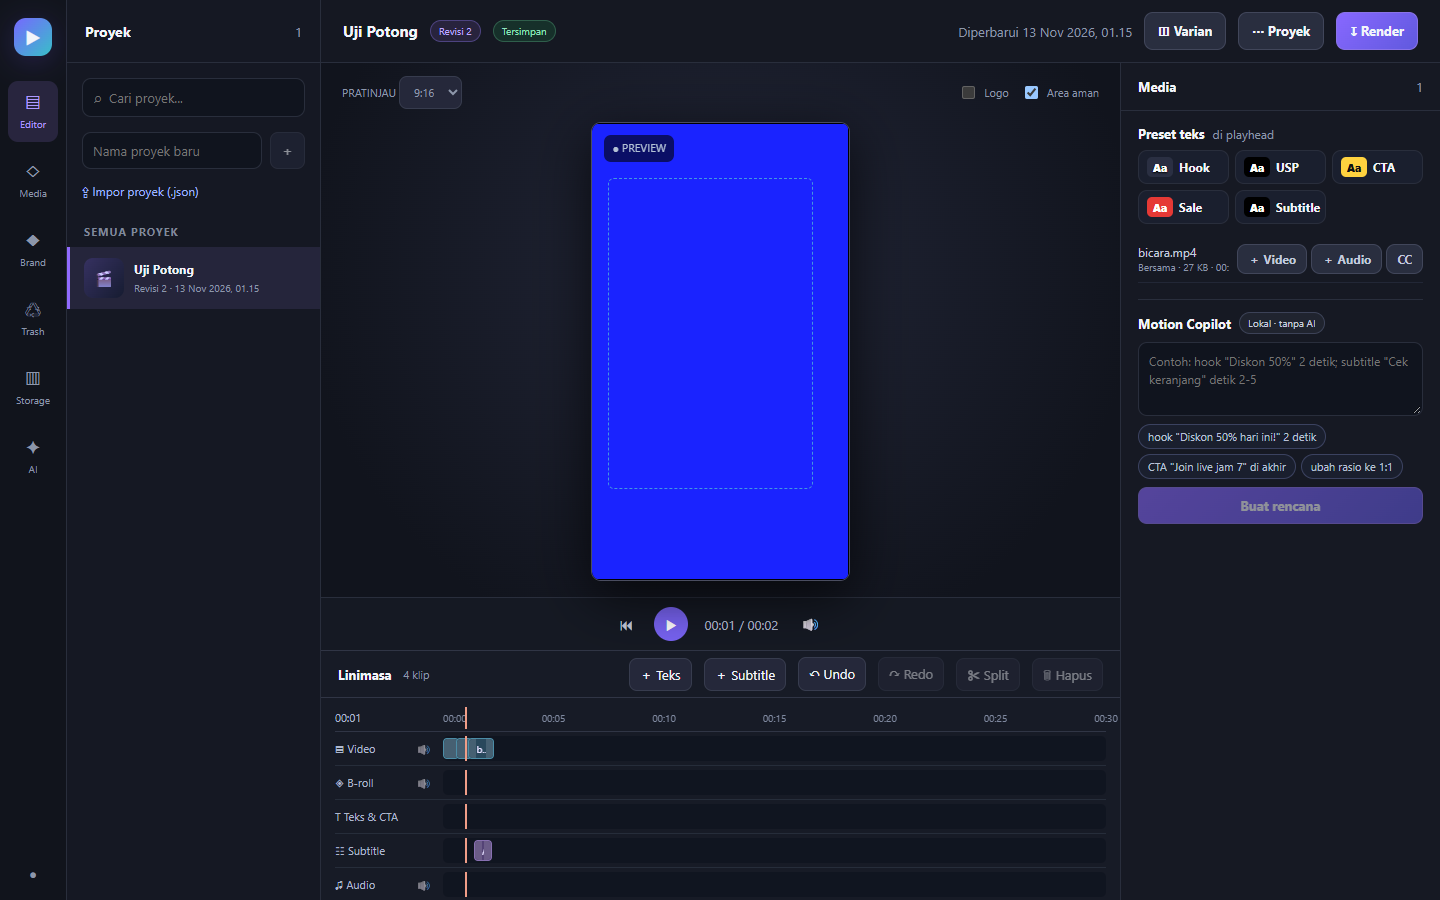 Editor
Media
Brand
Trash
Storage
AI
Proyek 1
Cari proyek...
Nama proyek baru +
Impor proyek (.json)
SEMUA PROYEK
Uji Potong
Revisi 2 · 13 Nov 2026, 01.15
Uji Potong Revisi 2 Tersimpan Diperbarui 13 Nov 2026, 01.15 Varian ··· Proyek Render
PRATINJAU 9:16 Logo Area aman
PREVIEW
00:01 / 00:02
Linimasa 4 klip + Teks + Subtitle Undo Redo Split Hapus
00:01 00:00 00:05 00:10 00:15 00:20 00:25 00:30
Video b...
B-roll
T Teks & CTA
Subtitle
Audio
Media 1
Preset teks di playhead
Aa Hook Aa USP Aa CTA
Aa Sale Aa Subtitle
bicara.mp4
Bersama · 27 KB · 00:
+ Video + Audio CC
Motion Copilot Lokal · tanpa AI
Contoh: hook "Diskon 50%" 2 detik; subtitle "Cek
keranjang" detik 2-5
hook "Diskon 50% hari ini!" 2 detik
CTA "Join live jam 7" di akhir ubah rasio ke 1:1
Buat rencana